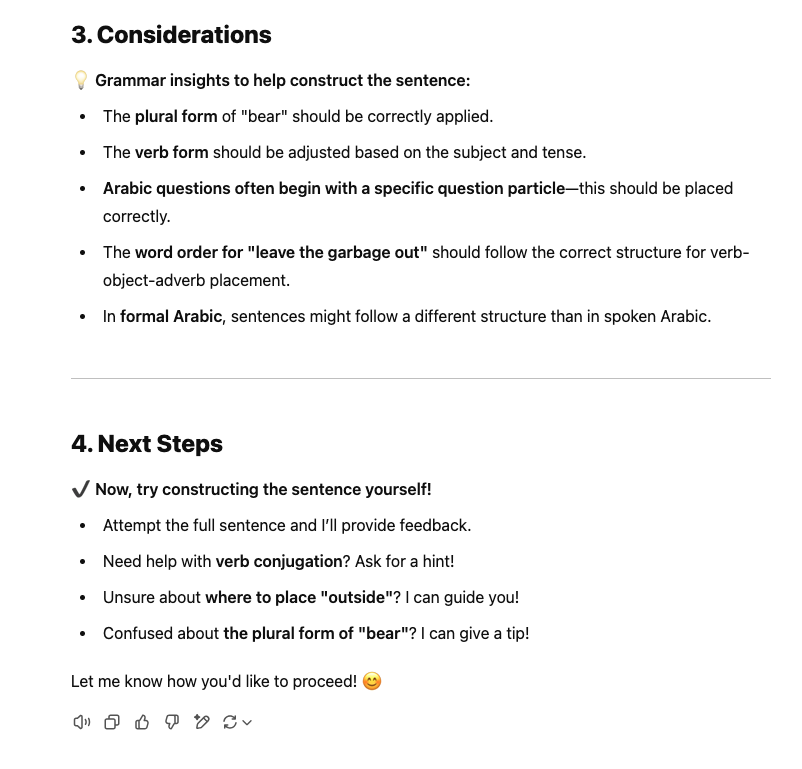 3. Considerations
💡 Grammar insights to help construct the sentence:
• The plural form of "bear" should be correctly applied.
• The verb form should be adjusted based on the subject and tense.
• Arabic questions often begin with a specific question particle—this should be placed
correctly.
• The word order for "leave the garbage out" should follow the correct structure for verb-
object-adverb placement.
• In formal Arabic, sentences might follow a different structure than in spoken Arabic.
4. Next Steps
✔ Now, try constructing the sentence yourself!
• Attempt the full sentence and I’ll provide feedback.
• Need help with verb conjugation? Ask for a hint!
• Unsure about where to place "outside"? I can guide you!
• Confused about the plural form of "bear"? I can give a tip!
Let me know how you'd like to proceed! 😊